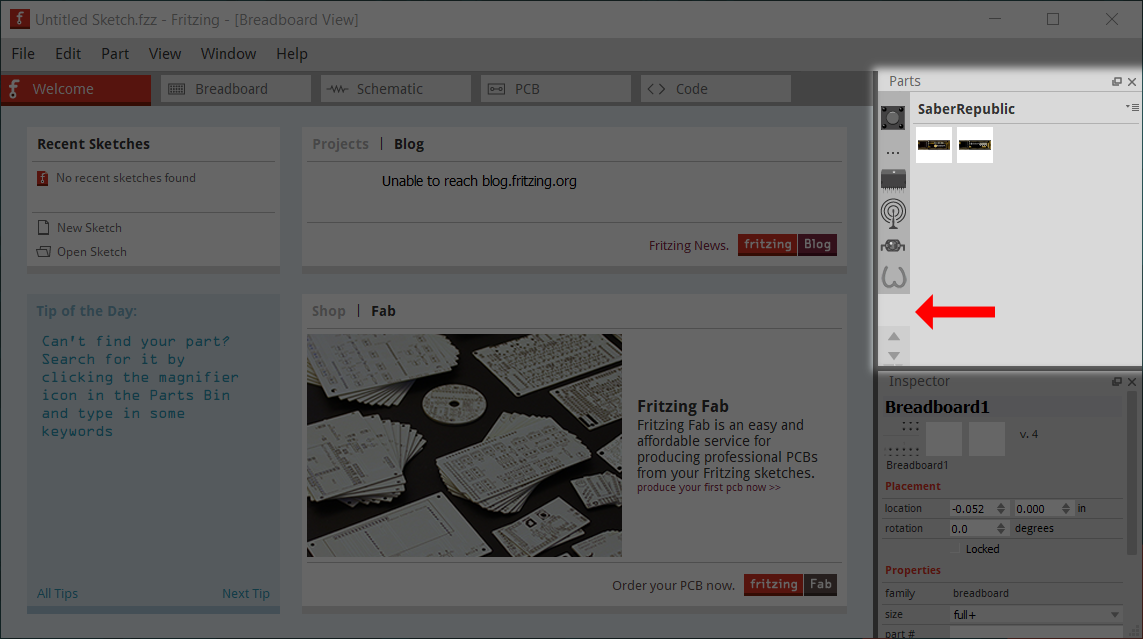 Untitled Sketch.fzz - Fritzing - [Breadboard View]
File Edit Part View Window Help
Welcome Breadboard Schematic PCB Code
Recent Sketches
No recent sketches found
New Sketch
Open Sketch
Projects | Blog
Unable to reach blog.fritzing.org
Fritzing News. fritzing Blog
Tip of the Day:
Can't find your part?
Search for it by
clicking the magnifier
icon in the Parts Bin
and type in some
keywords
All Tips Next Tip
Shop | Fab
Fritzing Fab
Fritzing Fab is an easy and
affordable service for
producing professional PCBs
from your Fritzing sketches.
produce your first pcb now >>
Order your PCB now. fritzing Fab
Parts
SaberRepublic
Inspector
Breadboard1
v. 4
Breadboard1
Placement
location -0.052 0.000 in
rotation 0.0 degrees
Locked
Properties
family breadboard
size full+
part #